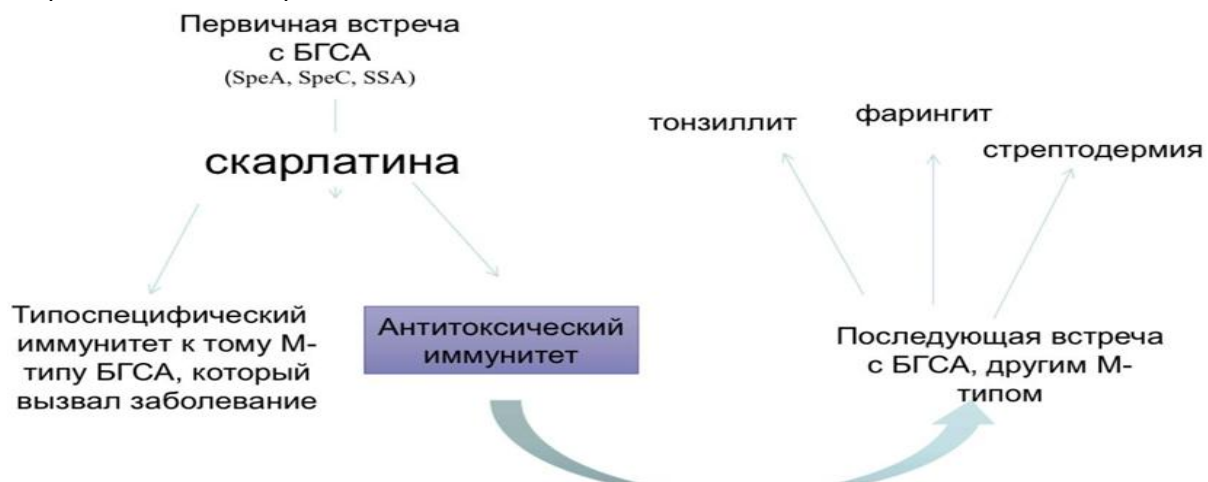 Первичная встреча
с БГСА
(SpeA, SpeC, SSA)
скарлатина
тонзиллит
фарингит
стрептодермия
Типоспецифический
иммунитет к тому М-
типу БГСА, который
вызвал заболевание
Антитоксический
иммунитет
Последующая встреча
с БГСА, другим М-
типом